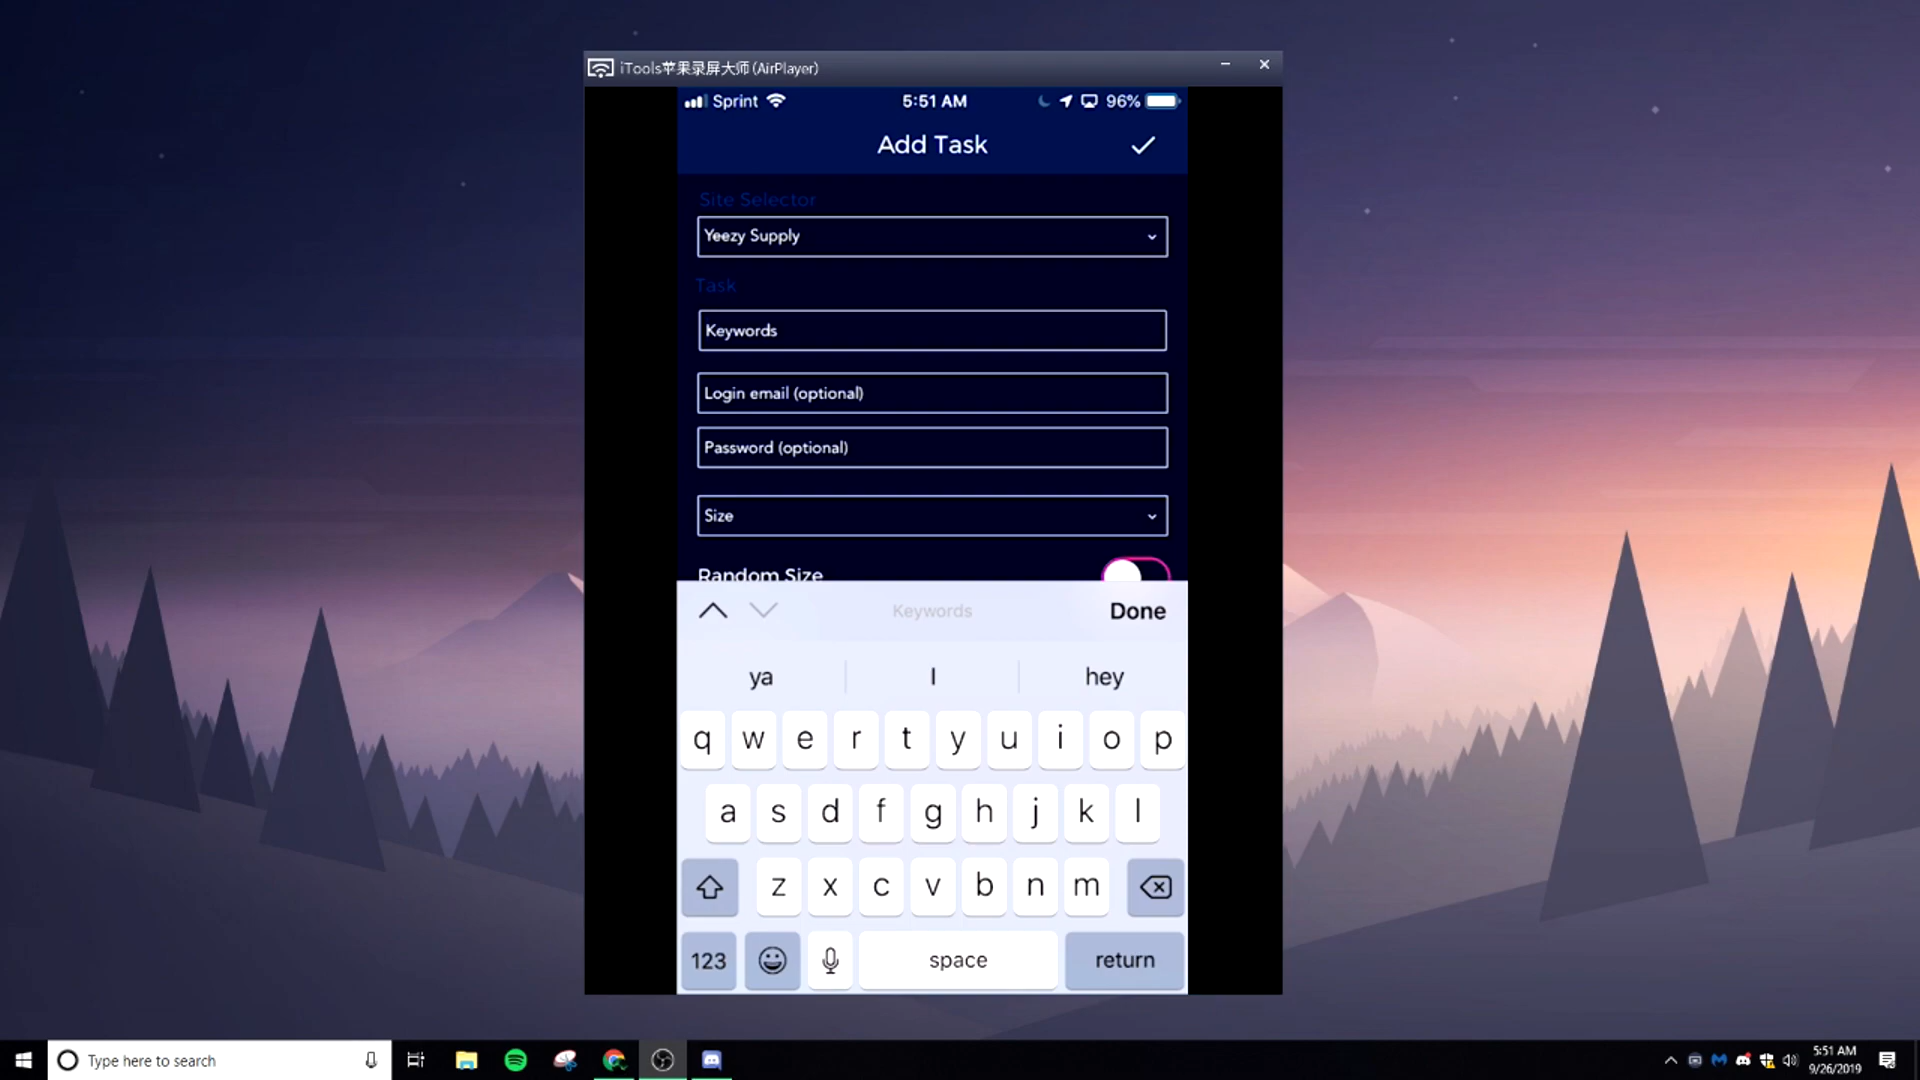 iTools苹果录屏大师(AirPlayer)
Sprint 5:51 AM 96%
Add Task
Site Selector
Yeezy Supply
Task
Keywords
Login email (optional)
Password (optional)
Size
Random Size
Keywords Done
ya I hey
q w e r t y u i o p
a s d f g h j k l
z x c v b n m
123 space return
Type here to search
5:51 AM
9/26/2019